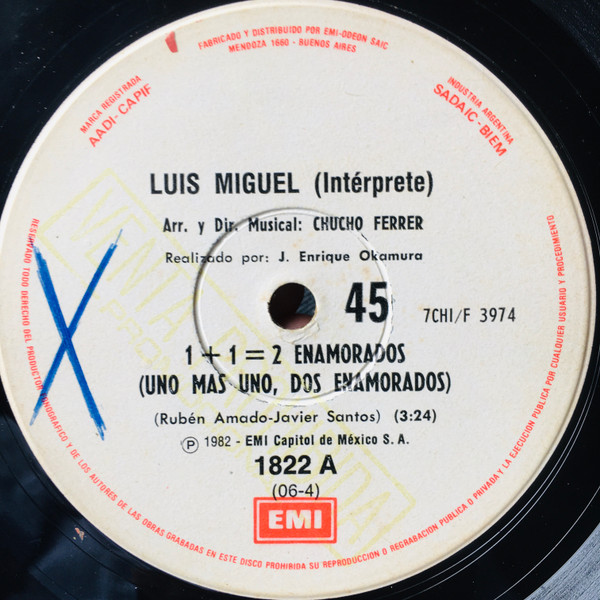 FABRICADO Y DISTRIBUIDO POR EMI-ODEON SAIC
MENDOZA 1660 - BUENOS AIRES
MARCA REGISTRADA
AADI-CAPIF
INDUSTRIA ARGENTINA
SADAIC - BIEM
LUIS MIGUEL (Intérprete)
Arr. y Dir. Musical: CHUCHO FERRER
Realizado por: J. Enrique Okamura
45
7CHI/F 3974
1 + 1 = 2 ENAMORADOS
(UNO MAS UNO, DOS ENAMORADOS)
(Rubén Amado-Javier Santos) (3:24)
Ⓟ 1982 - EMI Capitol de México S. A.
1822 A
(06-4)
EMI
RESERVADO TODO DERECHO DEL PRODUCTOR FONOGRAFICO Y DE LOS AUTORES DE LAS OBRAS GRABADAS EN ESTE DISCO PROHIBIDA SU REPRODUCCION O REGRABACION PUBLICA O PRIVADA Y LA EJECUCION PUBLICA POR CUALQUIER USUARIO Y PROCEDIMIENTO